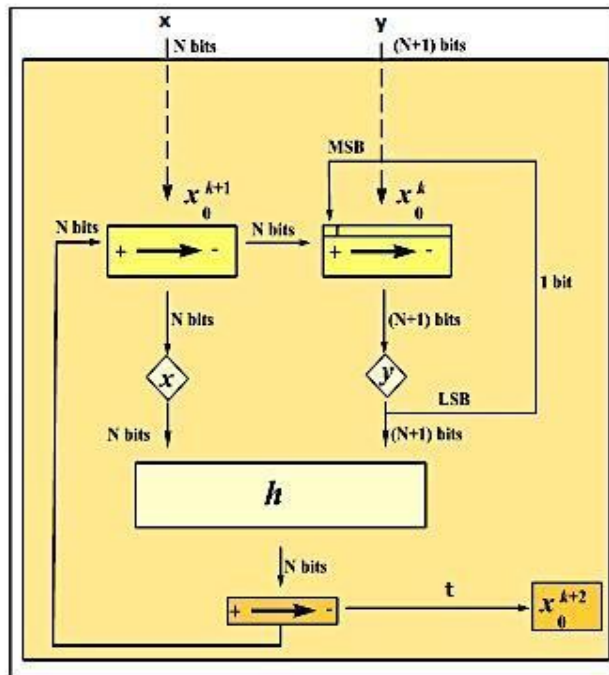 x y
N bits (N+1) bits
MSB
x 0 k+1 x 0 k
N bits N bits
+ - + -
1 bit
N bits (N+1) bits
x y
LSB
N bits (N+1) bits
h
N bits
t
+ - x 0 k+2